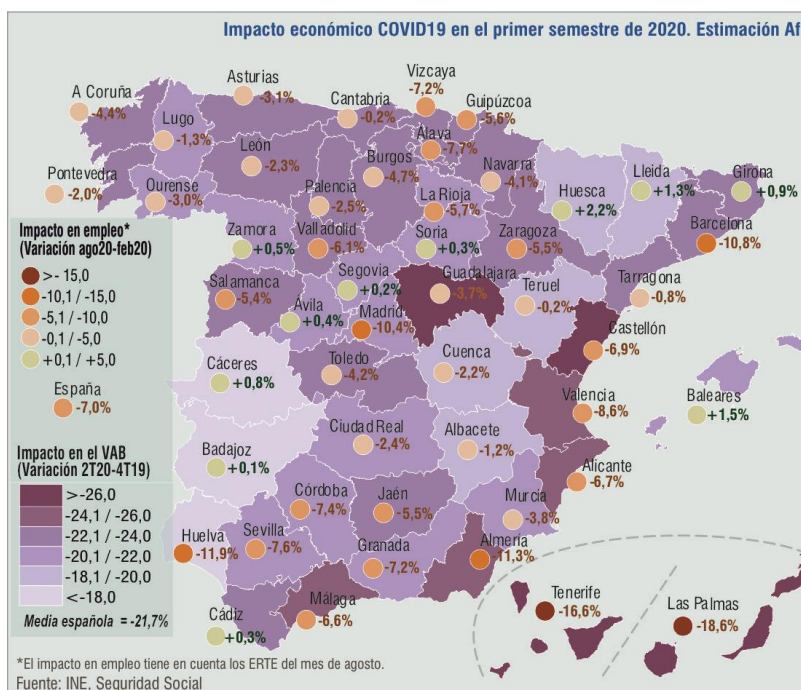 Impacto económico COVID19 en el primer semestre de 2020. Estimación Af
A Coruña
-4,4%
Asturias
-3,1%
Cantabria
-0,2%
Vizcaya
-7,2%
Guipúzcoa
-5,6%
Lugo
-1,3%
León
-2,3%
Burgos
-4,7%
Álava
-7,7%
Navarra
-4,1%
Huesca
+2,2%
Lleida
+1,3%
Girona
+0,9%
Pontevedra
-2,0%
Ourense
-3,0%
Palencia
-2,5%
La Rioja
-5,7%
Barcelona
-10,8%
Zamora
+0,5%
Valladolid
-6,1%
Soria
+0,3%
Zaragoza
-5,5%
Impacto en empleo*
(Variación ago20-feb20)
>- 15,0
-10,1 / -15,0
-5,1 / -10,0
-0,1 / -5,0
+0,1 / +5,0
España
-7,0%
Salamanca
-5,4%
Segovia
+0,2%
Ávila
+0,4%
Madrid
-10,4%
Guadalajara
-3,7%
Teruel
-0,2%
Tarragona
-0,8%
Castellón
-6,9%
Cáceres
+0,8%
Toledo
-4,2%
Cuenca
-2,2%
Valencia
-8,6%
Baleares
+1,5%
Badajoz
+0,1%
Ciudad Real
-2,4%
Albacete
-1,2%
Alicante
-6,7%
Impacto en el VAB
(Variación 2T20-4T19)
>-26,0
-24,1 / -26,0
-22,1 / -24,0
-20,1 / -22,0
-18,1 / -20,0
<-18,0
Media española = -21,7%
Córdoba
-7,4%
Jaén
-5,5%
Murcia
-3,8%
Huelva
-11,9%
Sevilla
-7,6%
Granada
-7,2%
Almería
-11,3%
Cádiz
+0,3%
Málaga
-6,6%
Tenerife
-16,6%
Las Palmas
-18,6%
*El impacto en empleo tiene en cuenta los ERTE del mes de agosto.
Fuente: INE, Seguridad Social